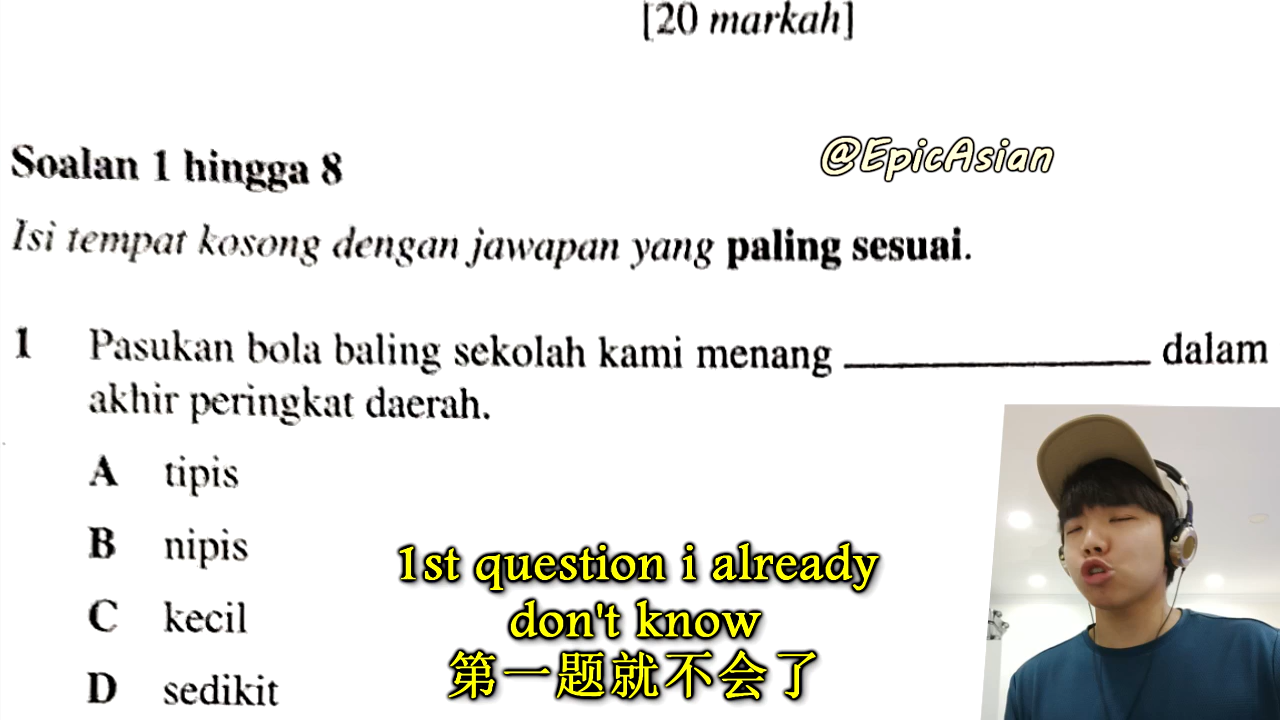 [20 markah]
@EpicAsian
Soalan 1 hingga 8
Isi tempat kosong dengan jawapan yang paling sesuai.
1 Pasukan bola baling sekolah kami menang ______________ dalam
akhir peringkat daerah.
A tipis
B nipis
C kecil
D sedikit
1st question i already
don't know
第一题就不会了